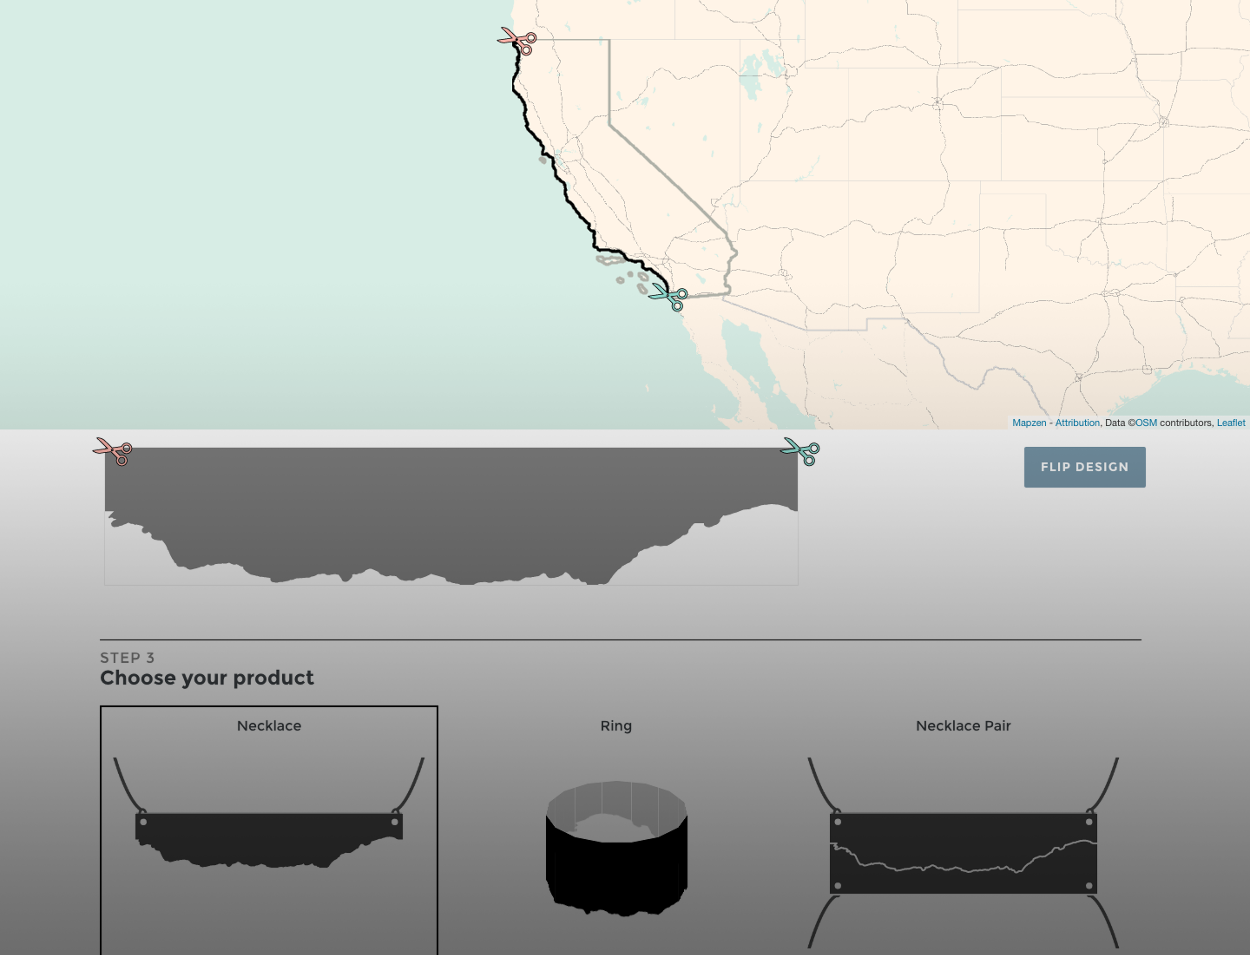 Mapzen - Attribution, Data ©OSM contributors, Leaflet
FLIP DESIGN
STEP 3
Choose your product
Necklace
Ring
Necklace Pair